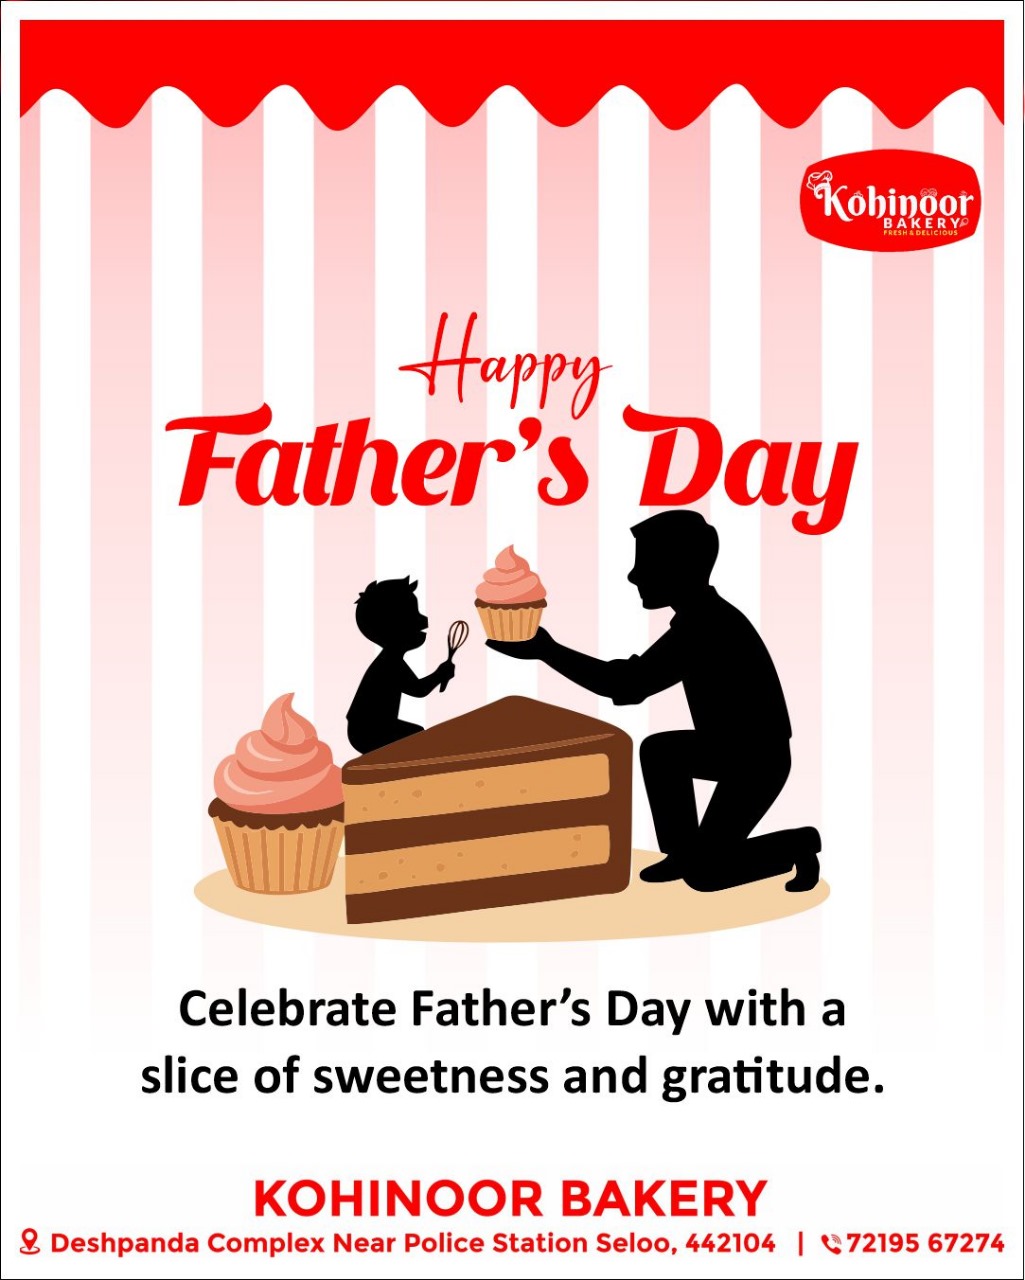 Kohinoor
BAKERY
FRESH & DELICIOUS
Happy
Father's Day
Celebrate Father's Day with a
slice of sweetness and gratitude.
KOHINOOR BAKERY
Deshpanda Complex Near Police Station Seloo, 442104 | 72195 67274